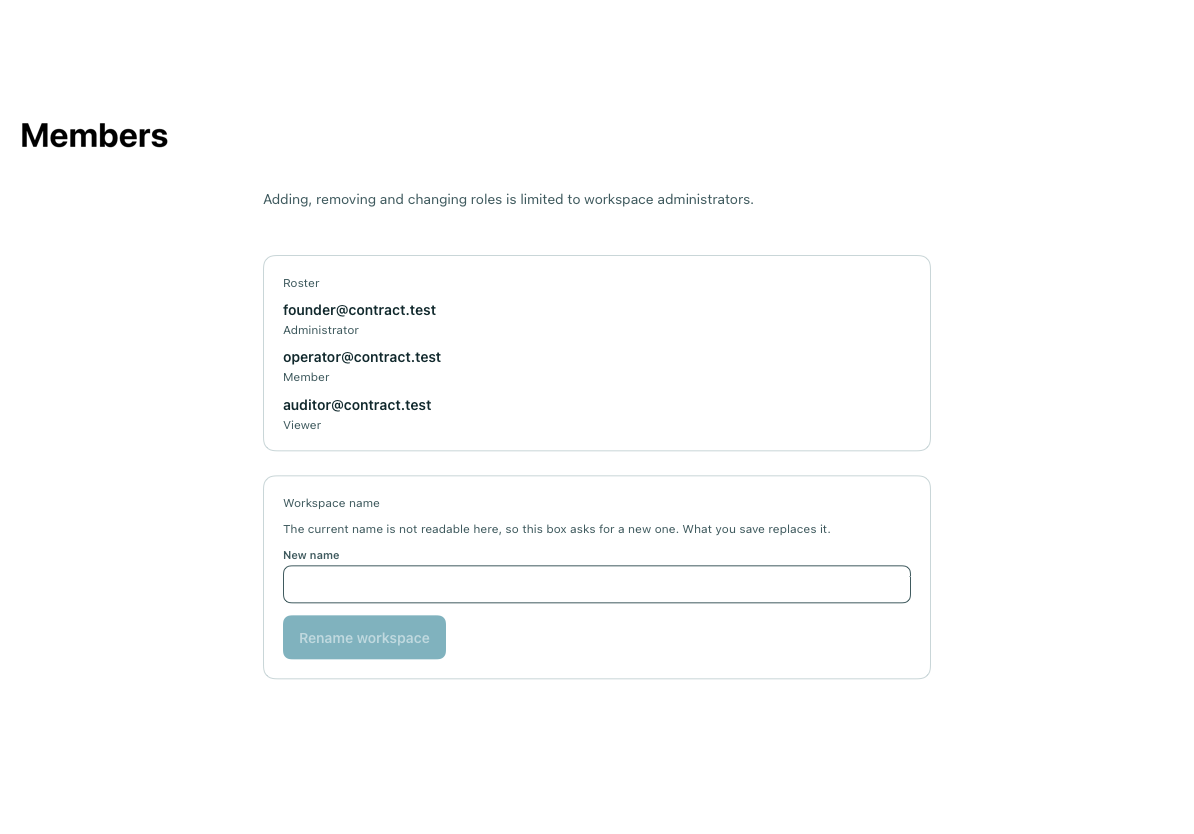 Members
Adding, removing and changing roles is limited to workspace administrators.
Roster
founder@contract.test
Administrator
operator@contract.test
Member
auditor@contract.test
Viewer
Workspace name
The current name is not readable here, so this box asks for a new one. What you save replaces it.
New name
Rename workspace